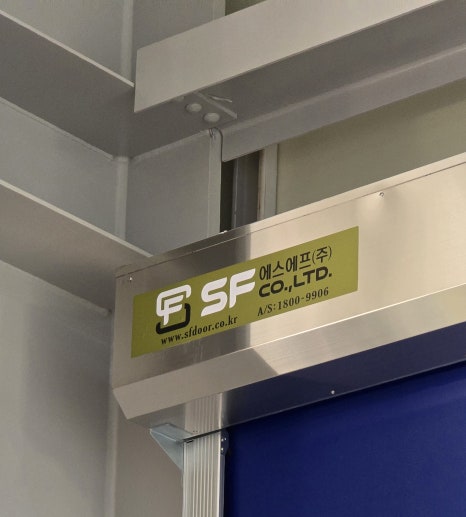 SF 에스에프(주)
CO.,LTD.
www.sfdoor.co.kr A/S:1800-9906